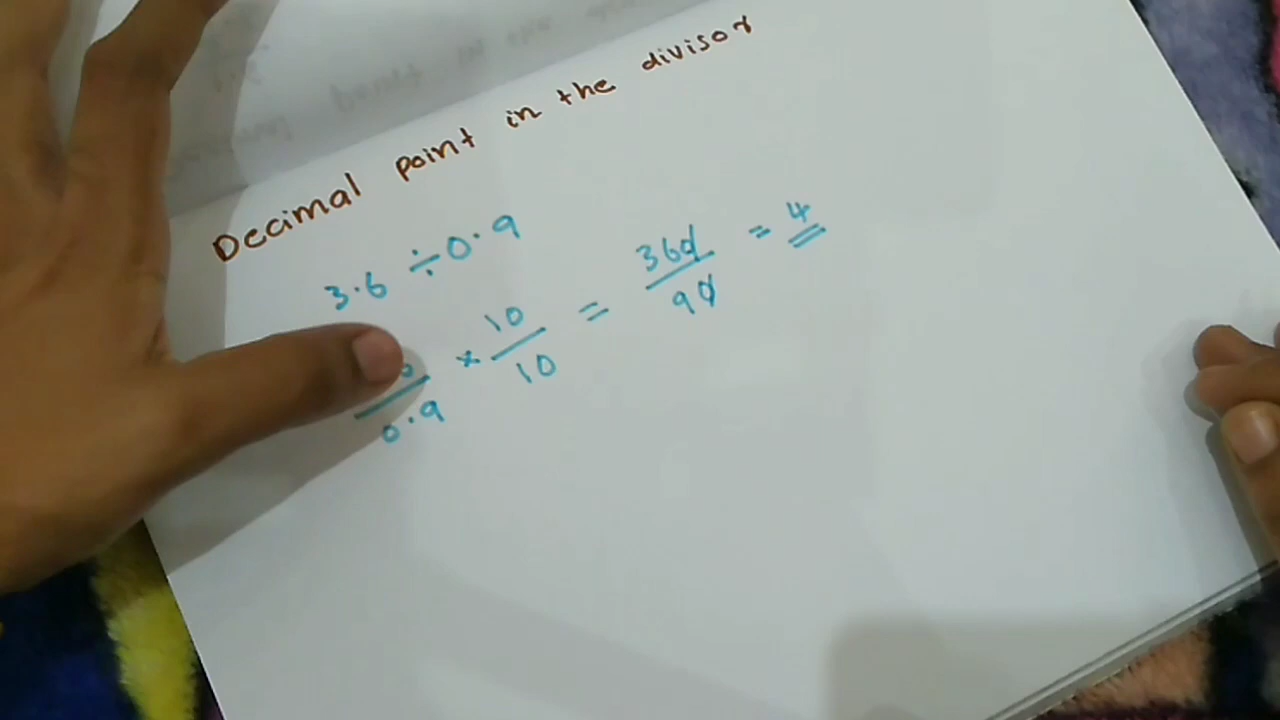 Decimal point in the divisor
3.6 ÷ 0.9
/ 0.9 × 10/10 = 360/90 = 4